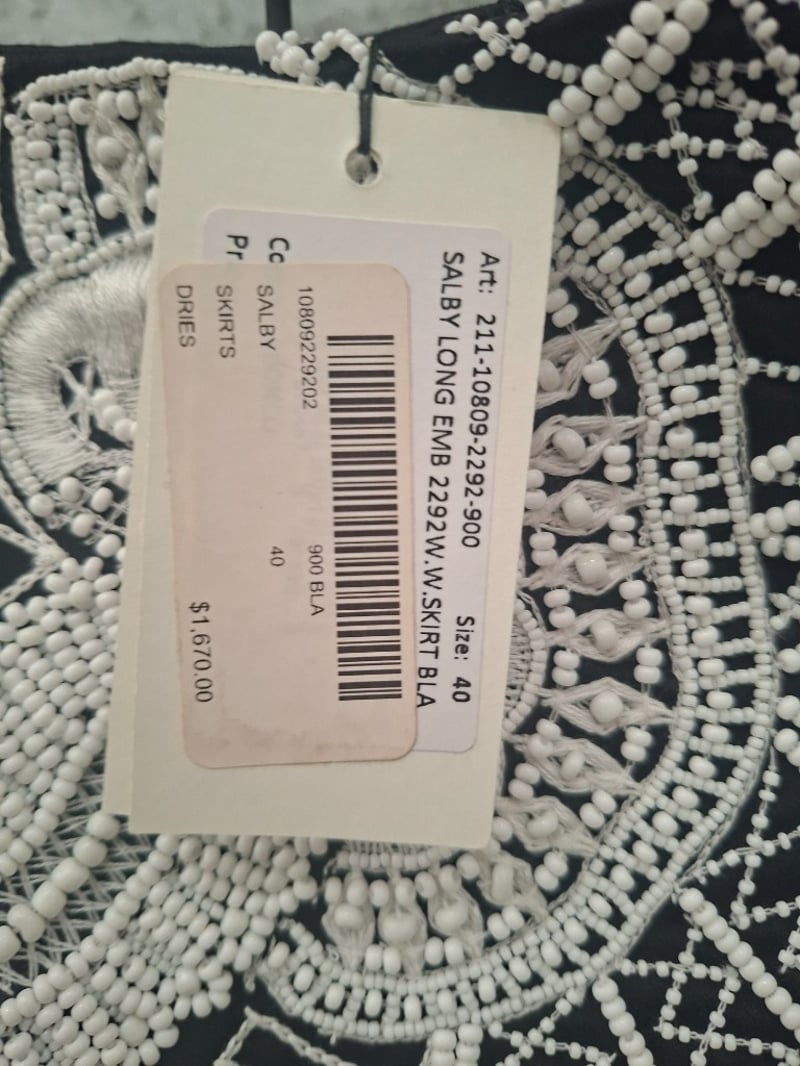 Art: 211-10809-2292-900 Size: 40
SALBY LONG EMB 2292W.W.SKIRT BLA
Co
Pr
10809229202 900 BLA
SALBY 40
SKIRTS
DRIES $1,670.00